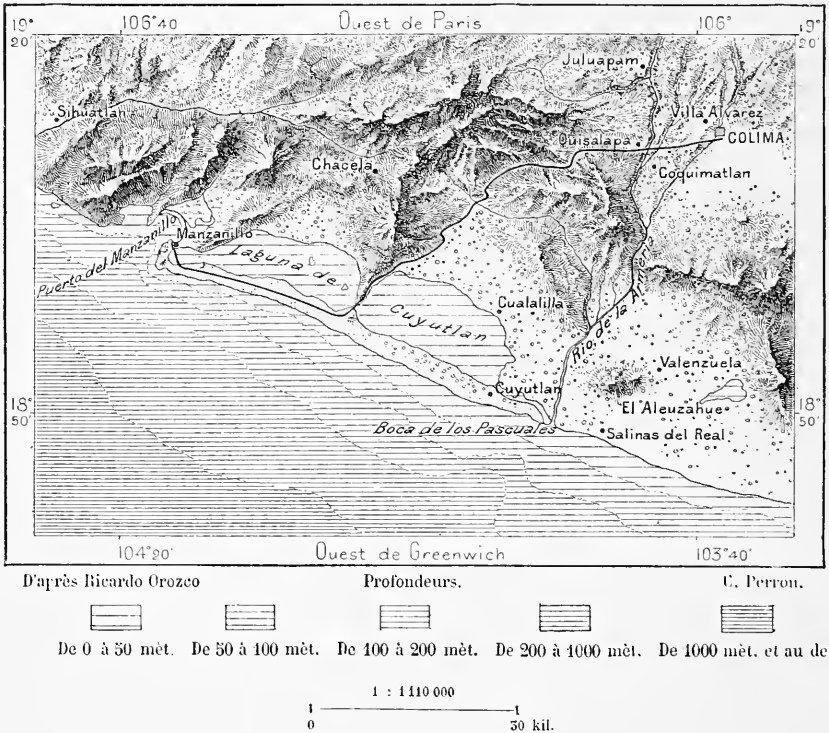 Ouest de Paris
106°40
106°
19°
20'
19°
20'
Juluapam
Sihuatlan
Villa Alvarez
Quisalapa
COLIMA
Chacela
Coquimatlan
Manzanillo
Puerto del Manzanillo
Laguna de
Cuyutlan
Cualalilla
Rio de la
Valenzuela
Cuyutlan
El Aleuzahue
18°
50'
50'
Boca de los Pascuales
Salinas del Real
104°20'
Ouest de Greenwich
103°40
D'après Ricardo Orozco
Profondeurs.
C. Perron.
De 0 à 50 mèt.
De 50 à 100 mèt.
De 100 à 200 mèt.
De 200 à 1000 mèt.
De 1000 mèt. et au de
1 : 1110 000
0
30 kil.